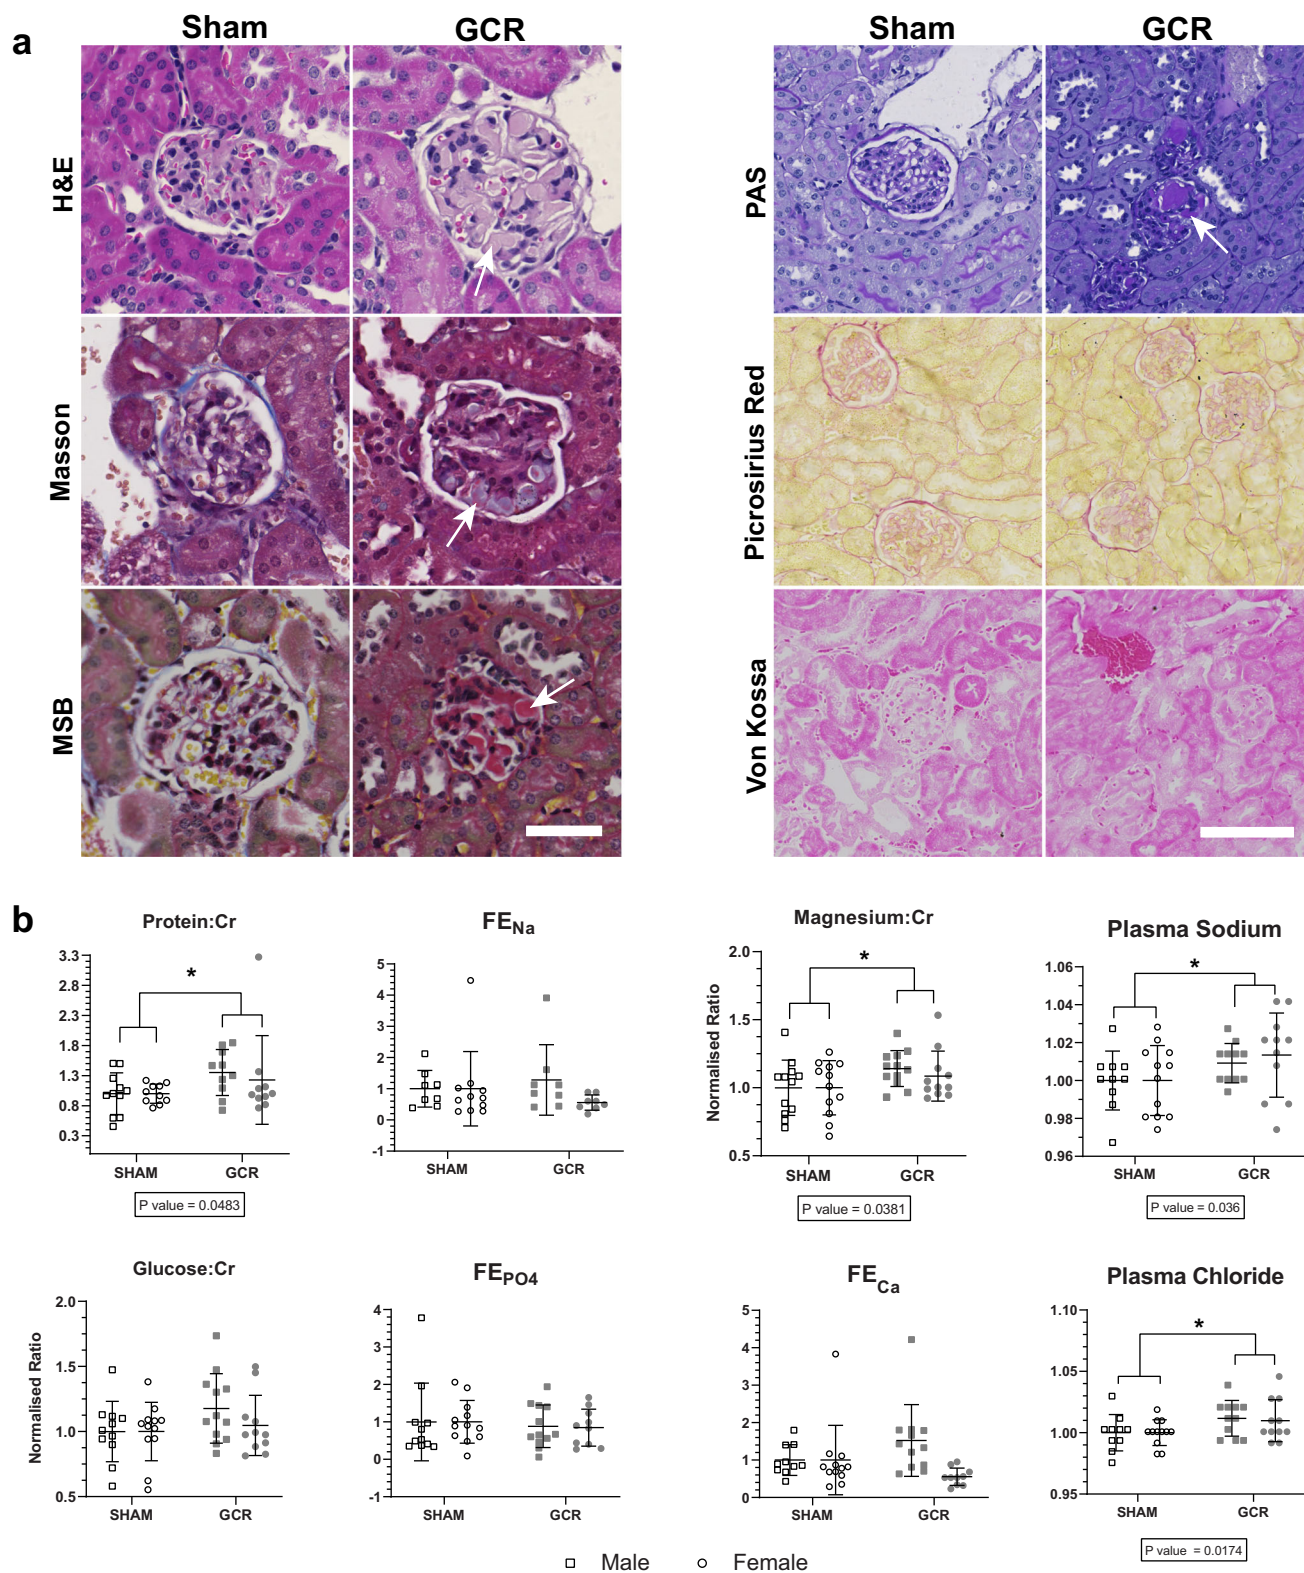 a
Sham GCR Sham GCR
H&E
PAS
Masson
Picrosirius Red
MSB
Von Kossa
b
Protein:Cr
3.3
2.8
2.3
1.8
1.3
0.8
0.3
*
SHAM GCR
P value = 0.0483
FENa
5
4
3
2
1
0
-1
SHAM GCR
Magnesium:Cr
Normalised Ratio
2.0
1.5
1.0
0.5
*
SHAM GCR
P value = 0.0381
Plasma Sodium
1.06
1.04
1.02
1.00
0.98
0.96
*
SHAM GCR
P value = 0.036
Glucose:Cr
Normalised Ratio
2.0
1.5
1.0
0.5
SHAM GCR
FEPO4
4
3
2
1
0
-1
SHAM GCR
FECa
5
4
3
2
1
0
SHAM GCR
Plasma Chloride
1.10
1.05
1.00
0.95
*
SHAM GCR
P value = 0.0174
Male Female